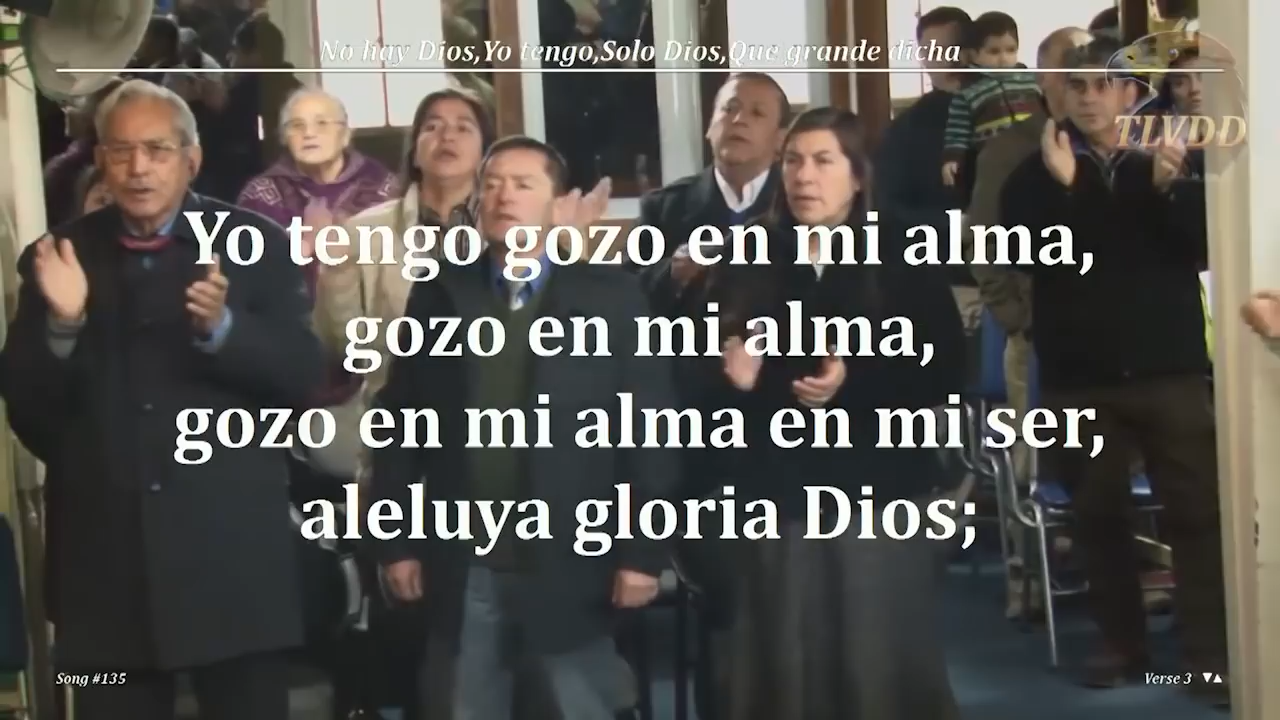 No hay Dios,Yo tengo,Solo Dios,Que grande dicha
TLVDD
Yo tengo gozo en mi alma,
gozo en mi alma,
gozo en mi alma en mi ser,
aleluya gloria Dios;
Song #135
Verse 3